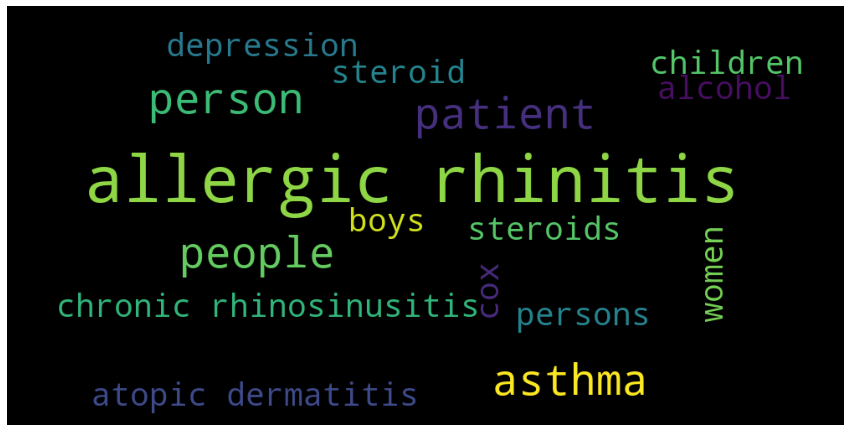 depression
steroid
children
alcohol
person
patient
allergic rhinitis
boys
steroids
people
women
cox
chronic rhinosinusitis
persons
asthma
atopic dermatitis